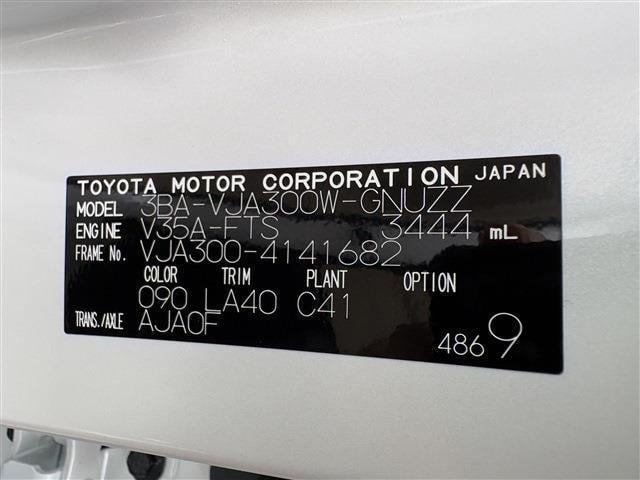 TOYOTA MOTOR CORPORATION JAPAN
MODEL 3BA-VJA300W-GNUZZ
ENGINE V35A-FTS 3444 mL
FRAME No. VJA300-4141682
COLOR TRIM PLANT OPTION
090 LA40 C41
TRANS./AXLE AJA0F
4869